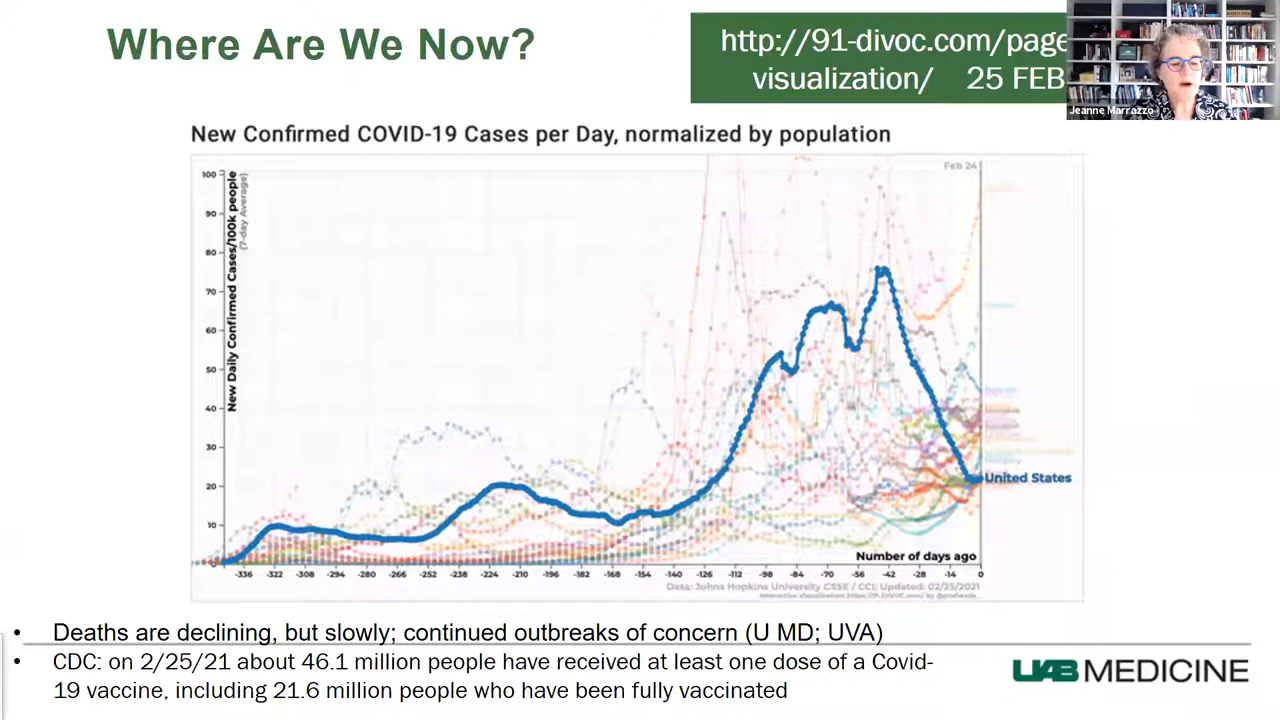 Where Are We Now?
http://91-divoc.com/page
visualization/ 25 FEB
Jeanne Marrazzo
New Confirmed COVID-19 Cases per Day, normalized by population
New Daily Confirmed Cases/100k people
(7-day Average)
Feb 24
100
90
80
70
60
50
40
30
20
10
0
United States
Number of days ago
-336 -322 -308 -294 -280 -266 -252 -238 -224 -210 -196 -182 -168 -154 -140 -126 -112 -98 -84 -70 -56 -42 -28 -14 0
Data: Johns Hopkins University CSSE / CCI; Updated: 02/25/2021
• Deaths are declining, but slowly; continued outbreaks of concern (U MD; UVA)
• CDC: on 2/25/21 about 46.1 million people have received at least one dose of a Covid-
19 vaccine, including 21.6 million people who have been fully vaccinated
UAB MEDICINE